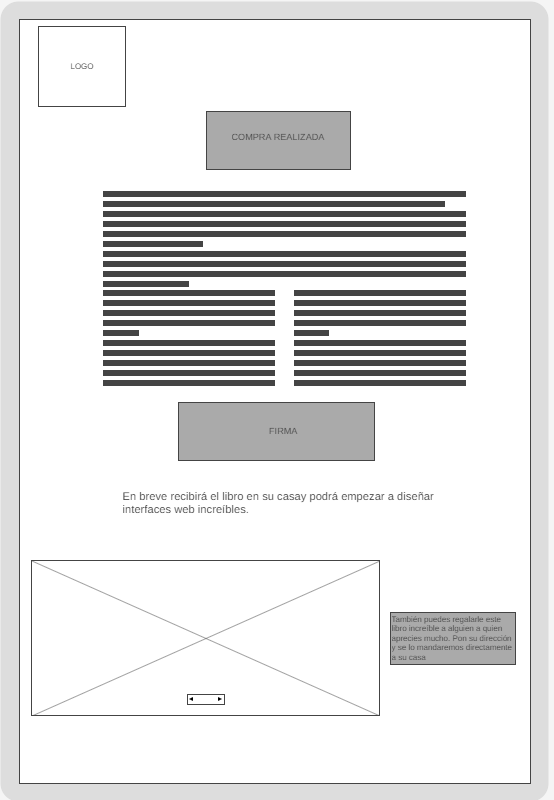 LOGO
COMPRA REALIZADA
FIRMA
En breve recibirá el libro en su casay podrá empezar a diseñar
interfaces web increíbles.
También puedes regalarle este
libro increíble a alguien a quien
aprecies mucho. Pon su dirección
y se lo mandaremos directamente
a su casa